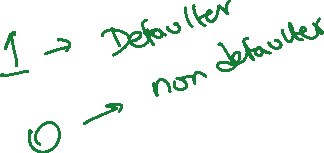 1 → Defaulter
0 → non defaulter